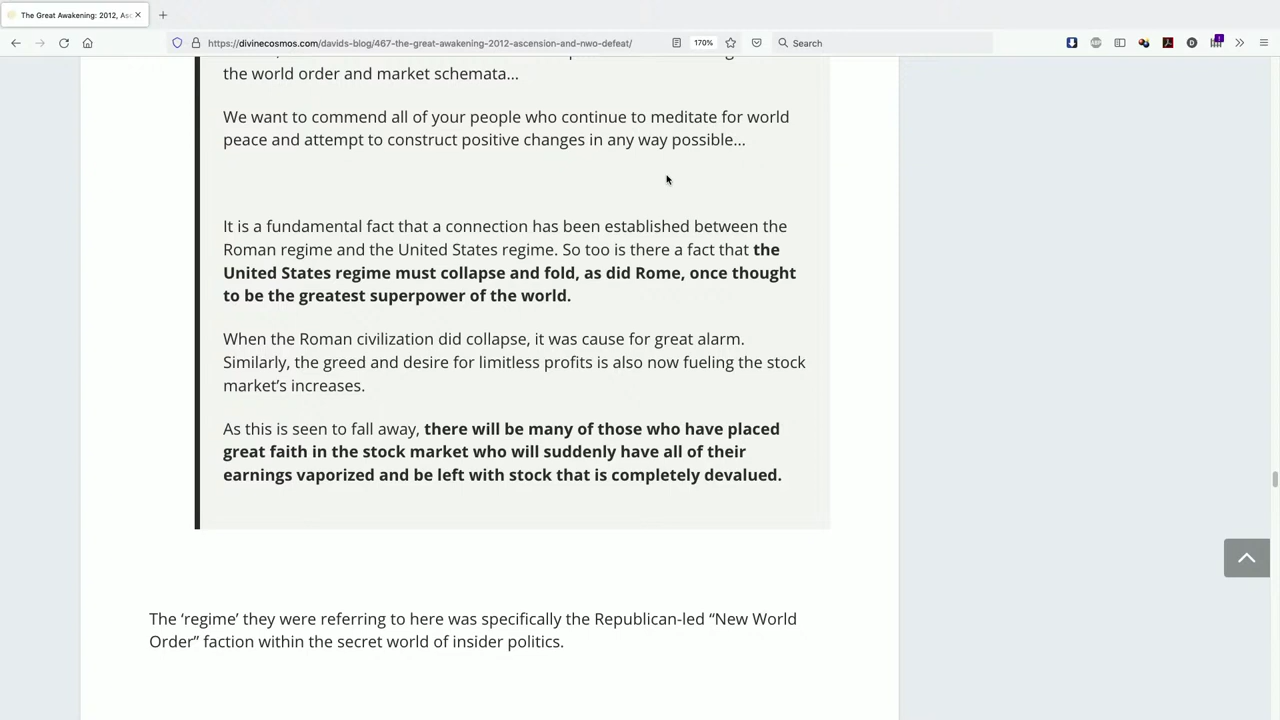 The Great Awakening: 2012, Asc
https://divinecosmos.com/davids-blog/467-the-great-awakening-2012-ascension-and-nwo-defeat/
170%
Search
the world order and market schemata…
We want to commend all of your people who continue to meditate for world
peace and attempt to construct positive changes in any way possible…
It is a fundamental fact that a connection has been established between the
Roman regime and the United States regime. So too is there a fact that the
United States regime must collapse and fold, as did Rome, once thought
to be the greatest superpower of the world.
When the Roman civilization did collapse, it was cause for great alarm.
Similarly, the greed and desire for limitless profits is also now fueling the stock
market’s increases.
As this is seen to fall away, there will be many of those who have placed
great faith in the stock market who will suddenly have all of their
earnings vaporized and be left with stock that is completely devalued.
The ‘regime’ they were referring to here was specifically the Republican-led “New World
Order” faction within the secret world of insider politics.